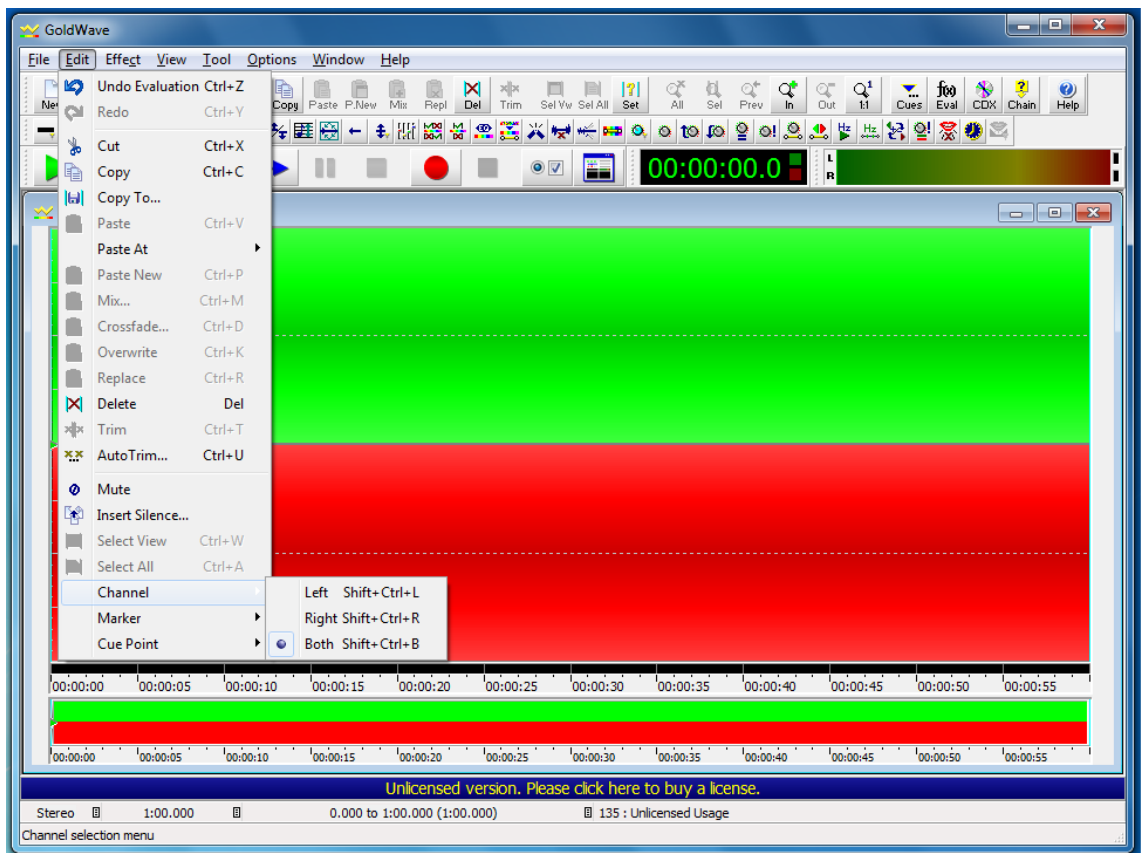 GoldWave
File Edit Effect View Tool Options Window Help
Copy Paste P.New Mix Repl Del Trim Sel Vw Sel All Set All Sel Prev In Out 1:1 Cues Eval CDX Chain Help
Undo Evaluation Ctrl+Z
Redo Ctrl+Y
Cut Ctrl+X
Copy Ctrl+C
Copy To...
Paste Ctrl+V
Paste At
Paste New Ctrl+P
Mix... Ctrl+M
Crossfade... Ctrl+D
Overwrite Ctrl+K
Replace Ctrl+R
Delete Del
Trim Ctrl+T
AutoTrim... Ctrl+U
Mute
Insert Silence...
Select View Ctrl+W
Select All Ctrl+A
Channel
Marker
Cue Point
Left Shift+Ctrl+L
Right Shift+Ctrl+R
Both Shift+Ctrl+B
00:00:00.0
L
R
00:00:00 00:00:05 00:00:10 00:00:15 00:00:20 00:00:25 00:00:30 00:00:35 00:00:40 00:00:45 00:00:50 00:00:55
00:00:00 00:00:05 00:00:10 00:00:15 00:00:20 00:00:25 00:00:30 00:00:35 00:00:40 00:00:45 00:00:50 00:00:55
Unlicensed version. Please click here to buy a license.
Stereo 1:00.000 0.000 to 1:00.000 (1:00.000) 135 : Unlicensed Usage
Channel selection menu